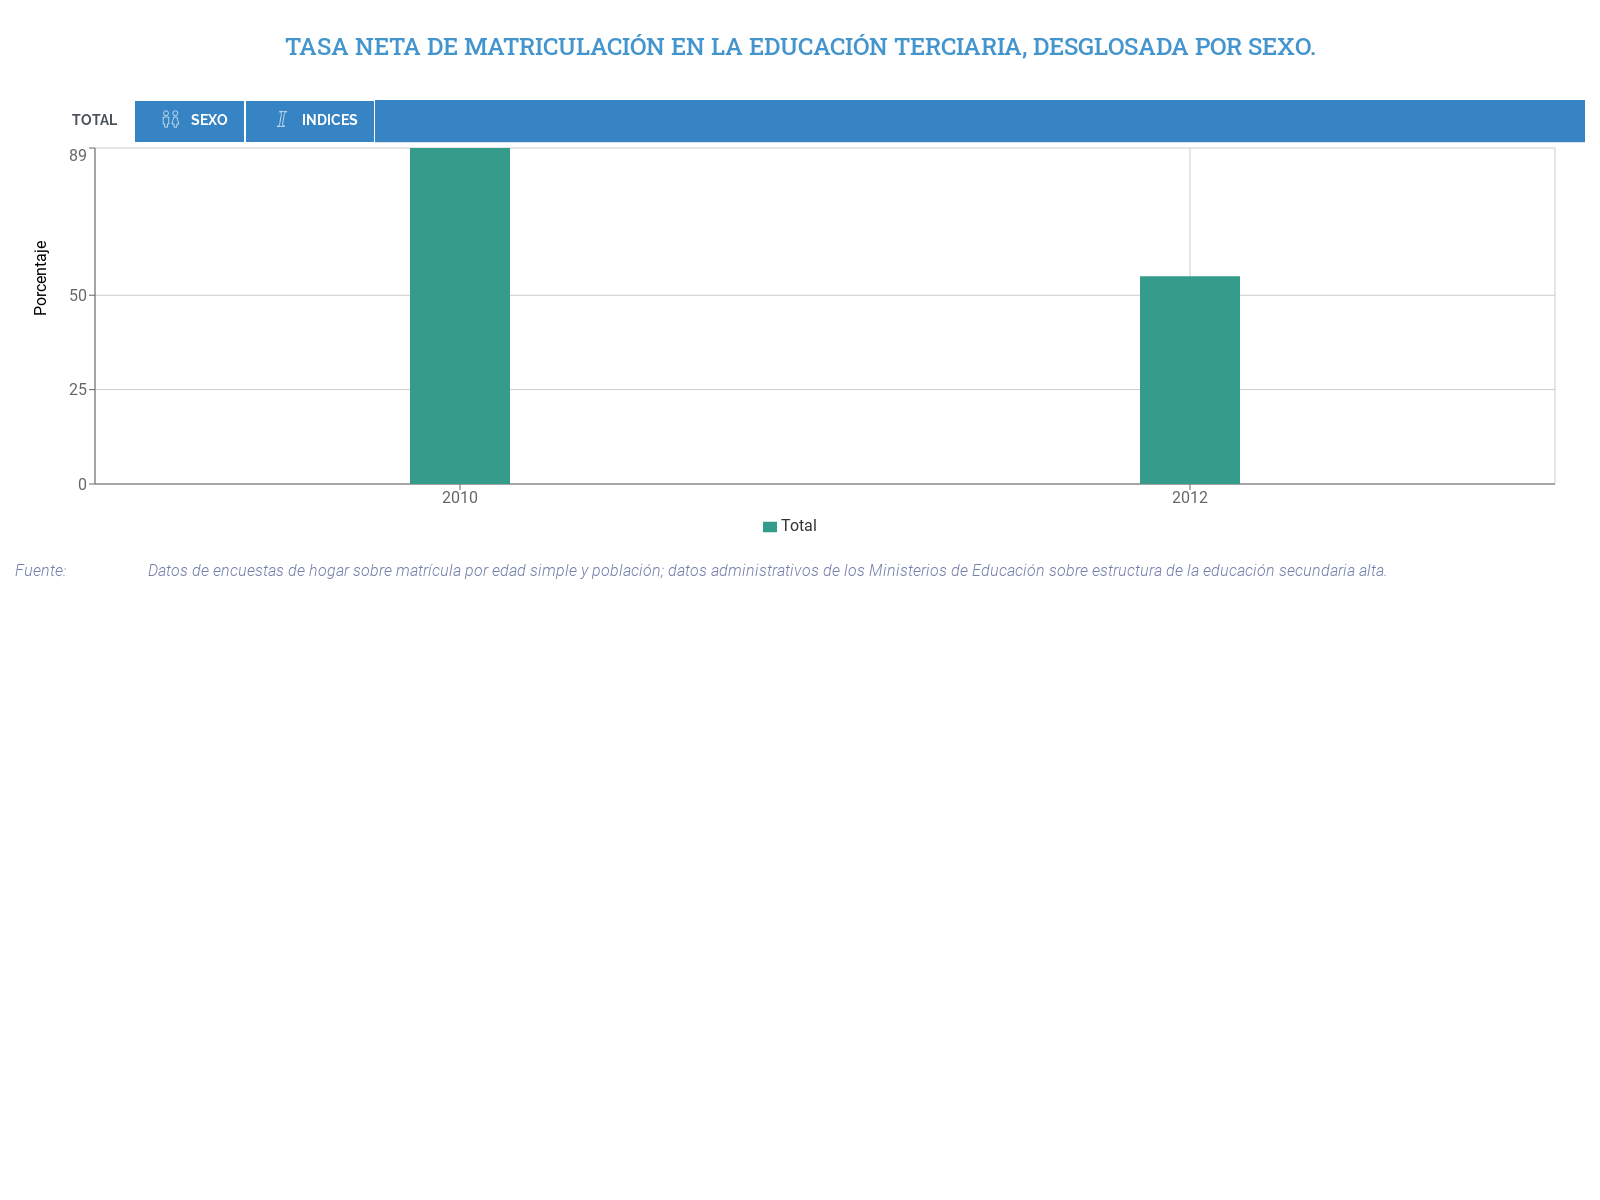 TASA NETA DE MATRICULACIÓN EN LA EDUCACIÓN TERCIARIA, DESGLOSADA POR SEXO.
TOTAL SEXO INDICES
89
Porcentaje
50
25
0
2010 2012
Total
Fuente: Datos de encuestas de hogar sobre matrícula por edad simple y población; datos administrativos de los Ministerios de Educación sobre estructura de la educación secundaria alta.